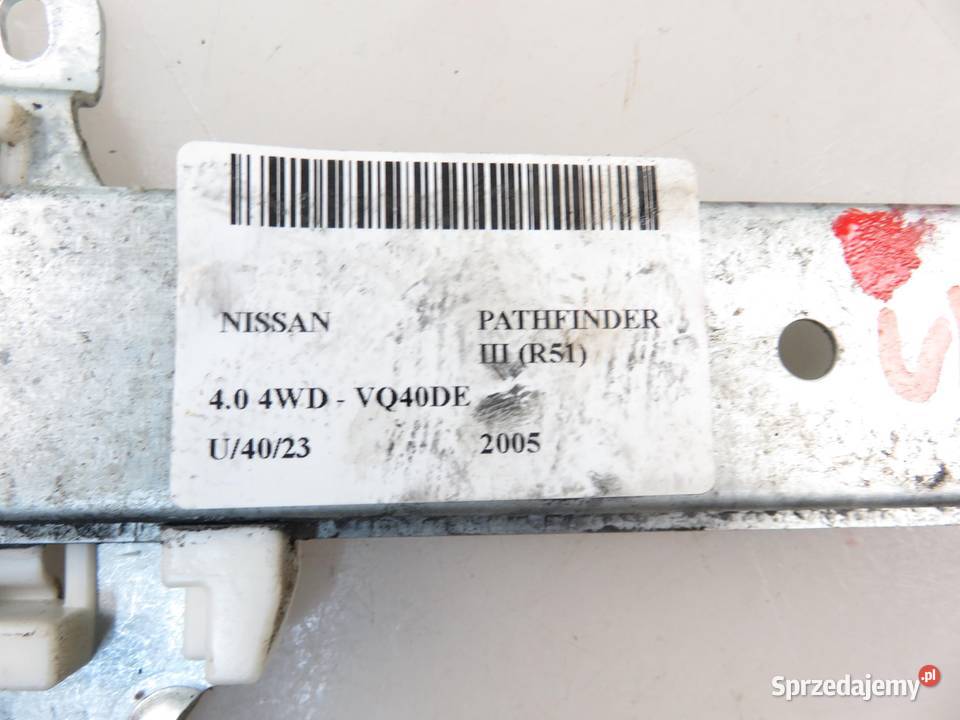 NISSAN PATHFINDER
III (R51)
4.0 4WD - VQ40DE
U/40/23 2005
Sprzedajemy.pl